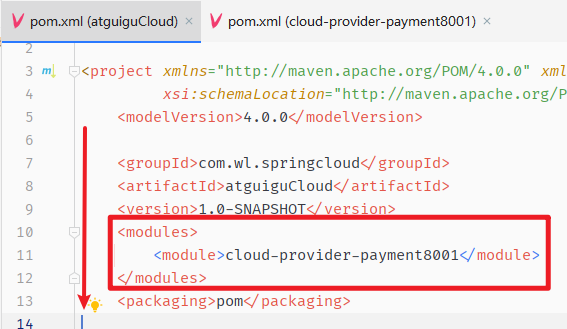 pom.xml (atguiguCloud) ×
pom.xml (cloud-provider-payment8001) ×
2
3 m <project xmlns="http://maven.apache.org/POM/4.0.0" xml
4 xsi:schemaLocation="http://maven.apache.org/P
5 <modelVersion>4.0.0</modelVersion>
6
7 <groupId>com.wl.springcloud</groupId>
8 <artifactId>atguiguCloud</artifactId>
9 <version>1.0-SNAPSHOT</version>
10 <modules>
11 <module>cloud-provider-payment8001</module>
12 </modules>
13 <packaging>pom</packaging>
14